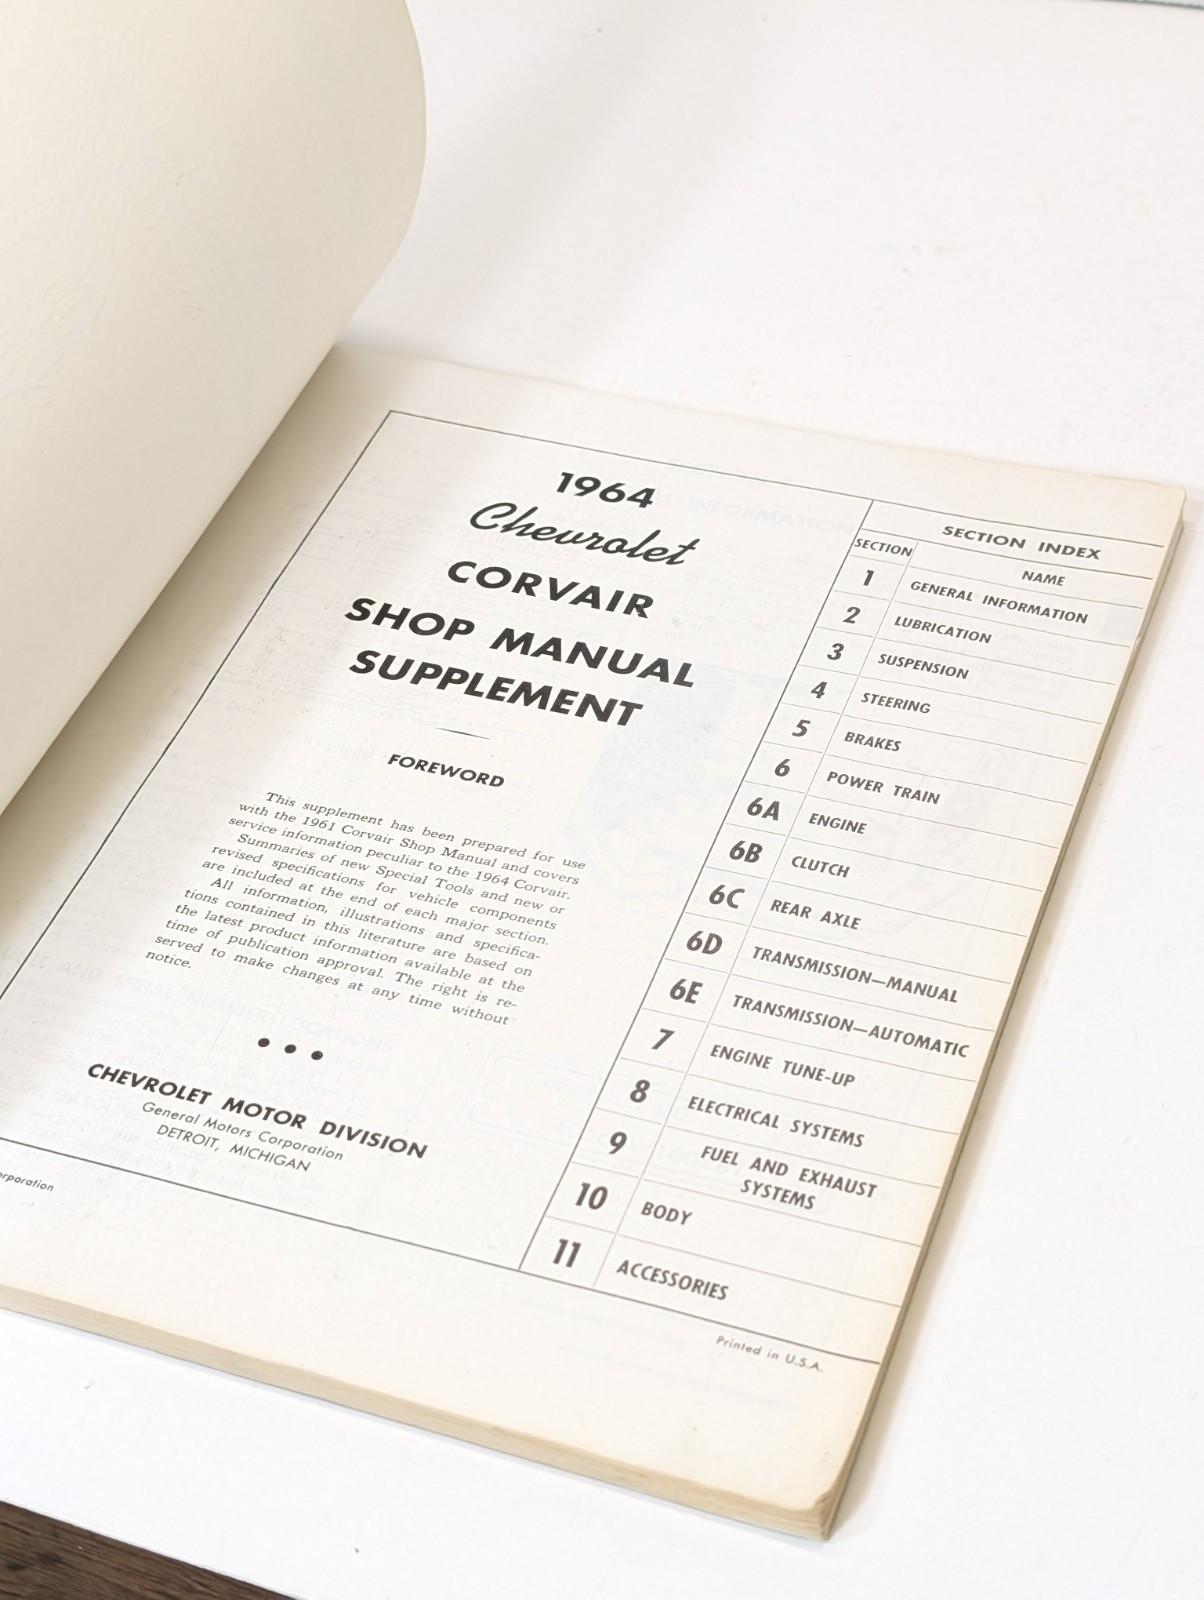 1964
Chevrolet
CORVAIR
SHOP MANUAL
SUPPLEMENT
FOREWORD
This supplement has been prepared for use
with the 1961 Corvair Shop Manual and covers
service information peculiar to the 1964 Corvair.
Summaries of new Special Tools and new or
revised specifications for vehicle components
are included at the end of each major section.
All information, illustrations and specifica-
tions contained in this literature are based on
the latest product information available at the
time of publication approval. The right is re-
served to make changes at any time without
notice.
CHEVROLET MOTOR DIVISION
General Motors Corporation
DETROIT, MICHIGAN
SECTION INDEX
SECTION NAME
1 GENERAL INFORMATION
2 LUBRICATION
3 SUSPENSION
4 STEERING
5 BRAKES
6 POWER TRAIN
6A ENGINE
6B CLUTCH
6C REAR AXLE
6D TRANSMISSION—MANUAL
6E TRANSMISSION—AUTOMATIC
7 ENGINE TUNE-UP
8 ELECTRICAL SYSTEMS
9 FUEL AND EXHAUST
SYSTEMS
10 BODY
11 ACCESSORIES
Printed in U.S.A.